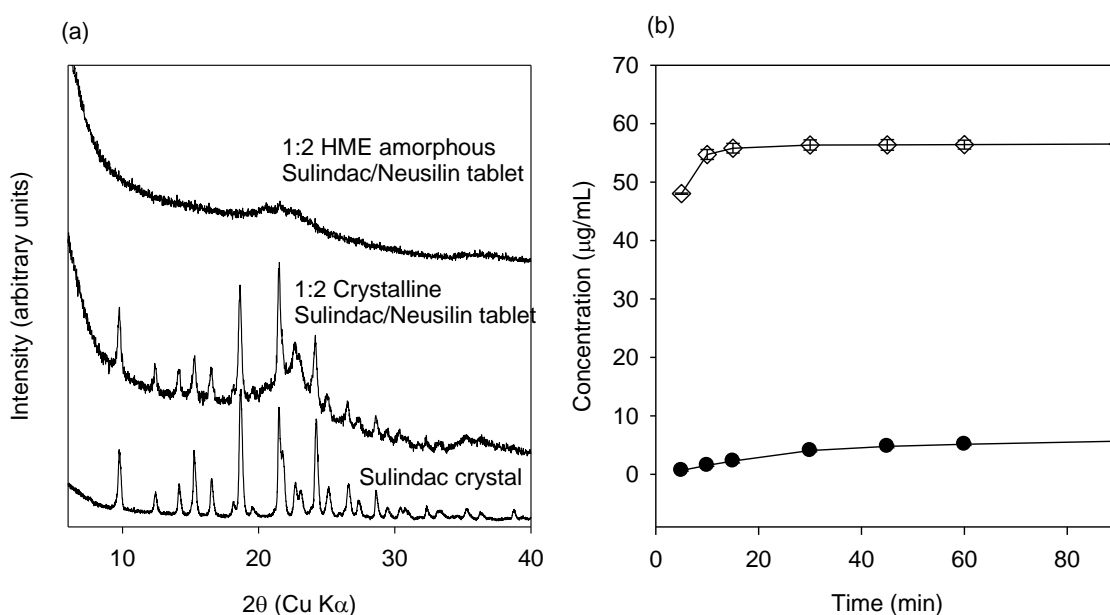 (a)
1:2 HME amorphous
Sulindac/Neusilin tablet
1:2 Crystalline
Sulindac/Neusilin tablet
Sulindac crystal
Intensity (arbitrary units)
10
20
30
40
2θ (Cu Kα)
(b)
70
60
50
40
30
20
10
0
Concentration (μg/mL)
0
20
40
60
80
Time (min)